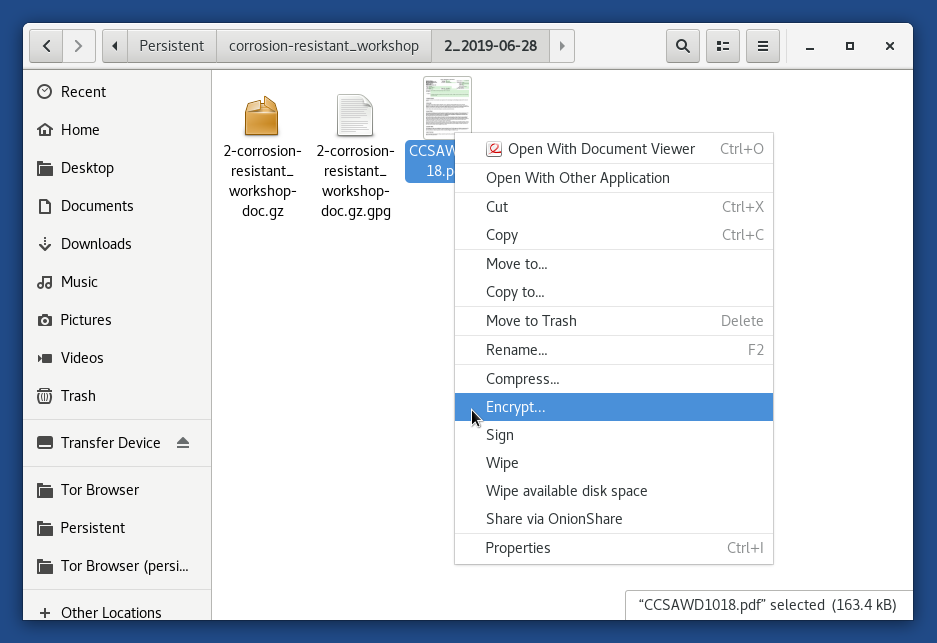 Persistent
corrosion-resistant_workshop
2_2019-06-28
Recent
Home
Desktop
Documents
Downloads
Music
Pictures
Videos
Trash
Transfer Device
Tor Browser
Persistent
Tor Browser (persi...
Other Locations
2-corrosion-
resistant_
workshop-
doc.gz
2-corrosion-
resistant_
workshop-
doc.gz.gpg
CCSAW
18.p
Open With Document Viewer Ctrl+O
Open With Other Application
Cut Ctrl+X
Copy Ctrl+C
Move to...
Copy to...
Move to Trash Delete
Rename... F2
Compress...
Encrypt...
Sign
Wipe
Wipe available disk space
Share via OnionShare
Properties Ctrl+I
“CCSAWD1018.pdf” selected (163.4 kB)